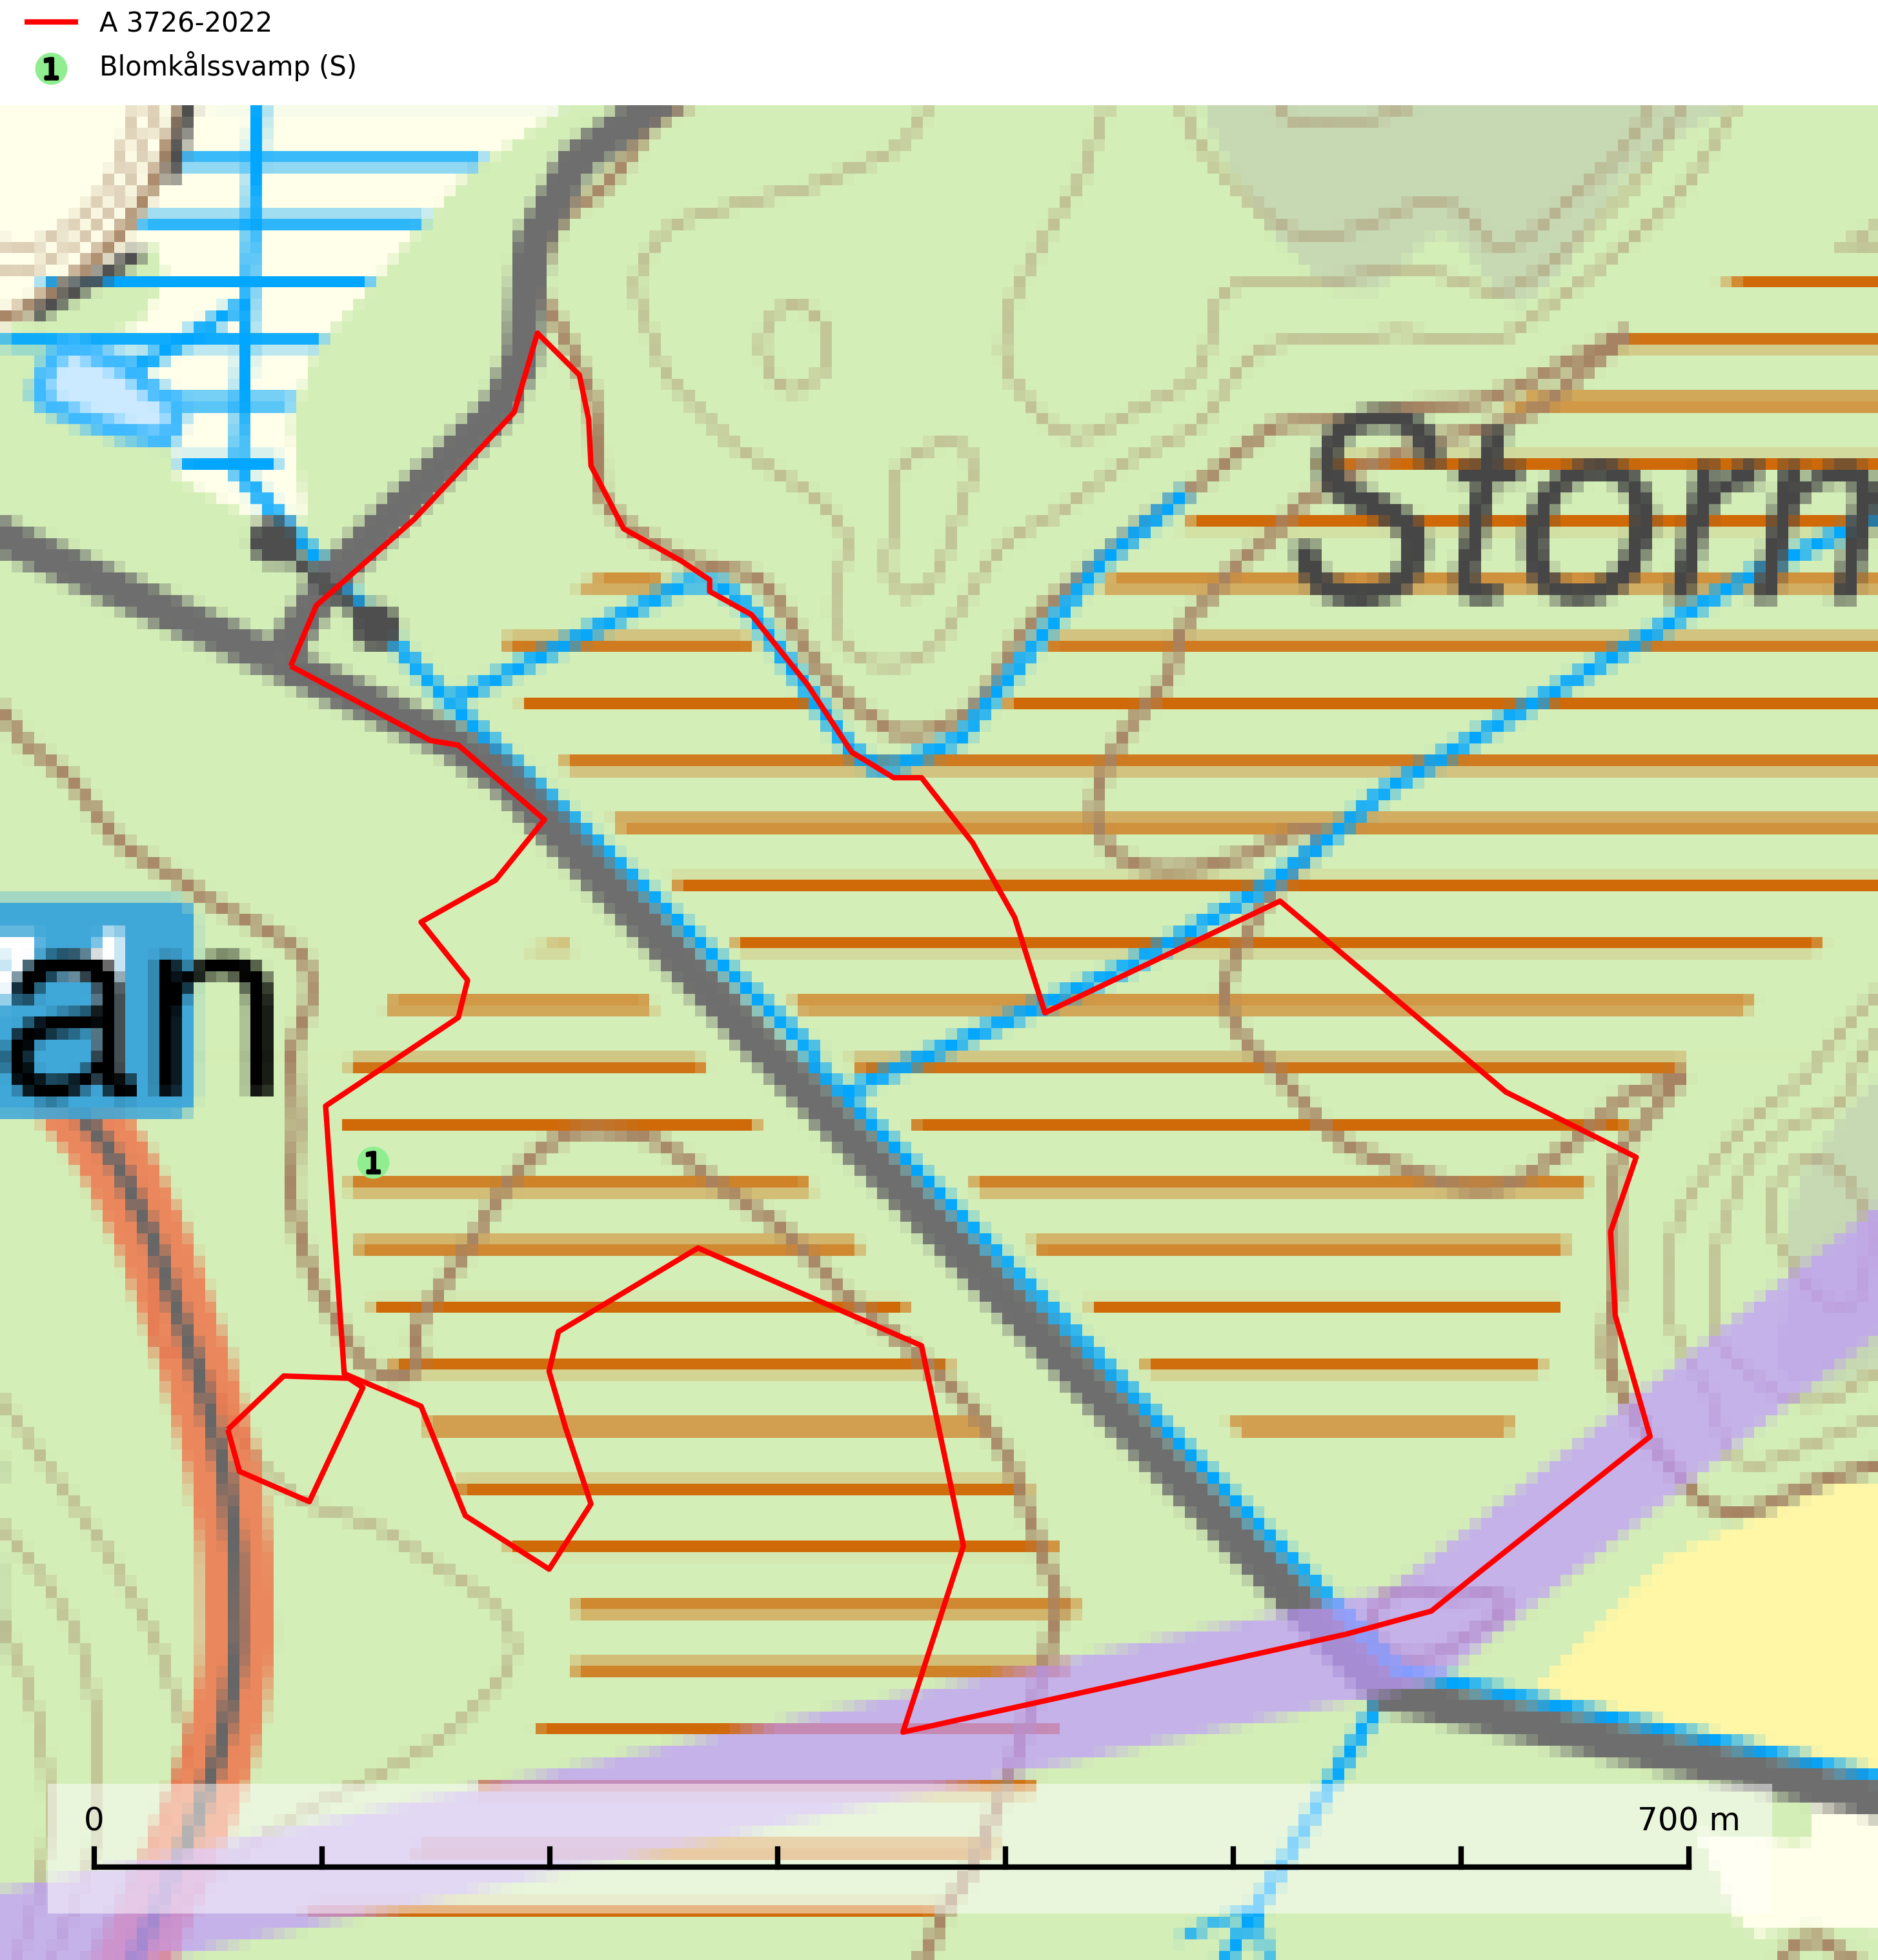 A 3726-2022
1 Blomkålssvamp (S)
Storm
an
1
0 700 m